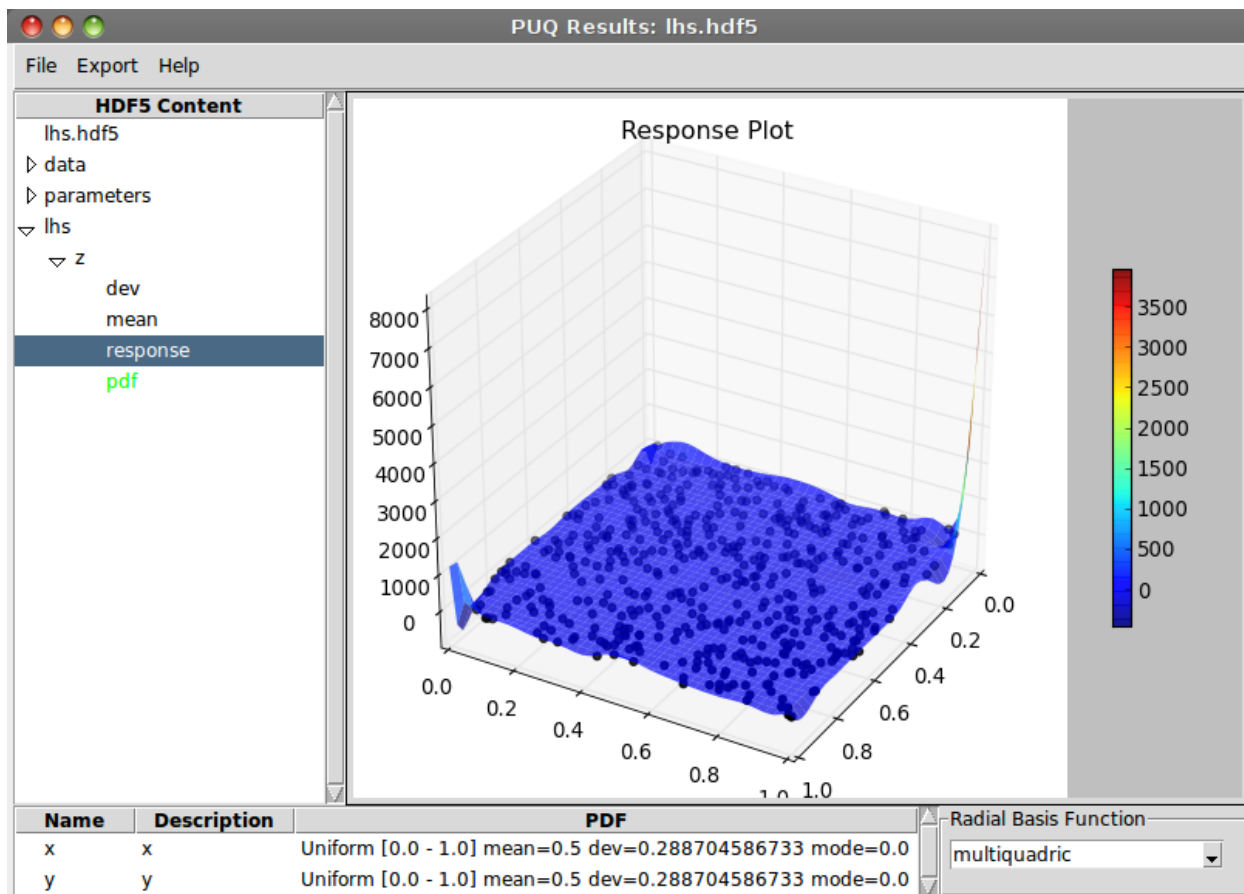 PUQ Results: lhs.hdf5
File Export Help
HDF5 Content
lhs.hdf5
data
parameters
lhs
z
dev
mean
response
pdf
Response Plot
8000
7000
6000
5000
4000
3000
2000
1000
0
0.0
0.2
0.4
0.6
0.8
1.0
0.0
0.2
0.4
0.6
0.8
1.0
3500
3000
2500
2000
1500
1000
500
0
Name Description PDF
x x Uniform [0.0 - 1.0] mean=0.5 dev=0.288704586733 mode=0.0
y y Uniform [0.0 - 1.0] mean=0.5 dev=0.288704586733 mode=0.0
Radial Basis Function
multiquadric